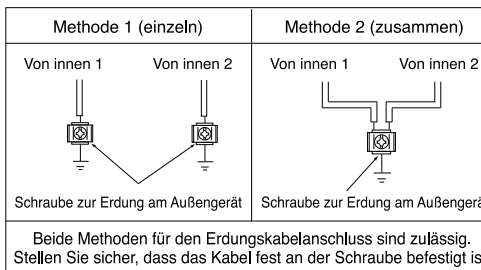 Methode 1 (einzeln)
Methode 2 (zusammen)
Von innen 1
Von innen 2
Von innen 1
Von innen 2
Schraube zur Erdung am Außengerät
Schraube zur Erdung am Außengerä
Beide Methoden für den Erdungskabelanschluss sind zulässig.
Stellen Sie sicher, dass das Kabel fest an der Schraube befestigt is